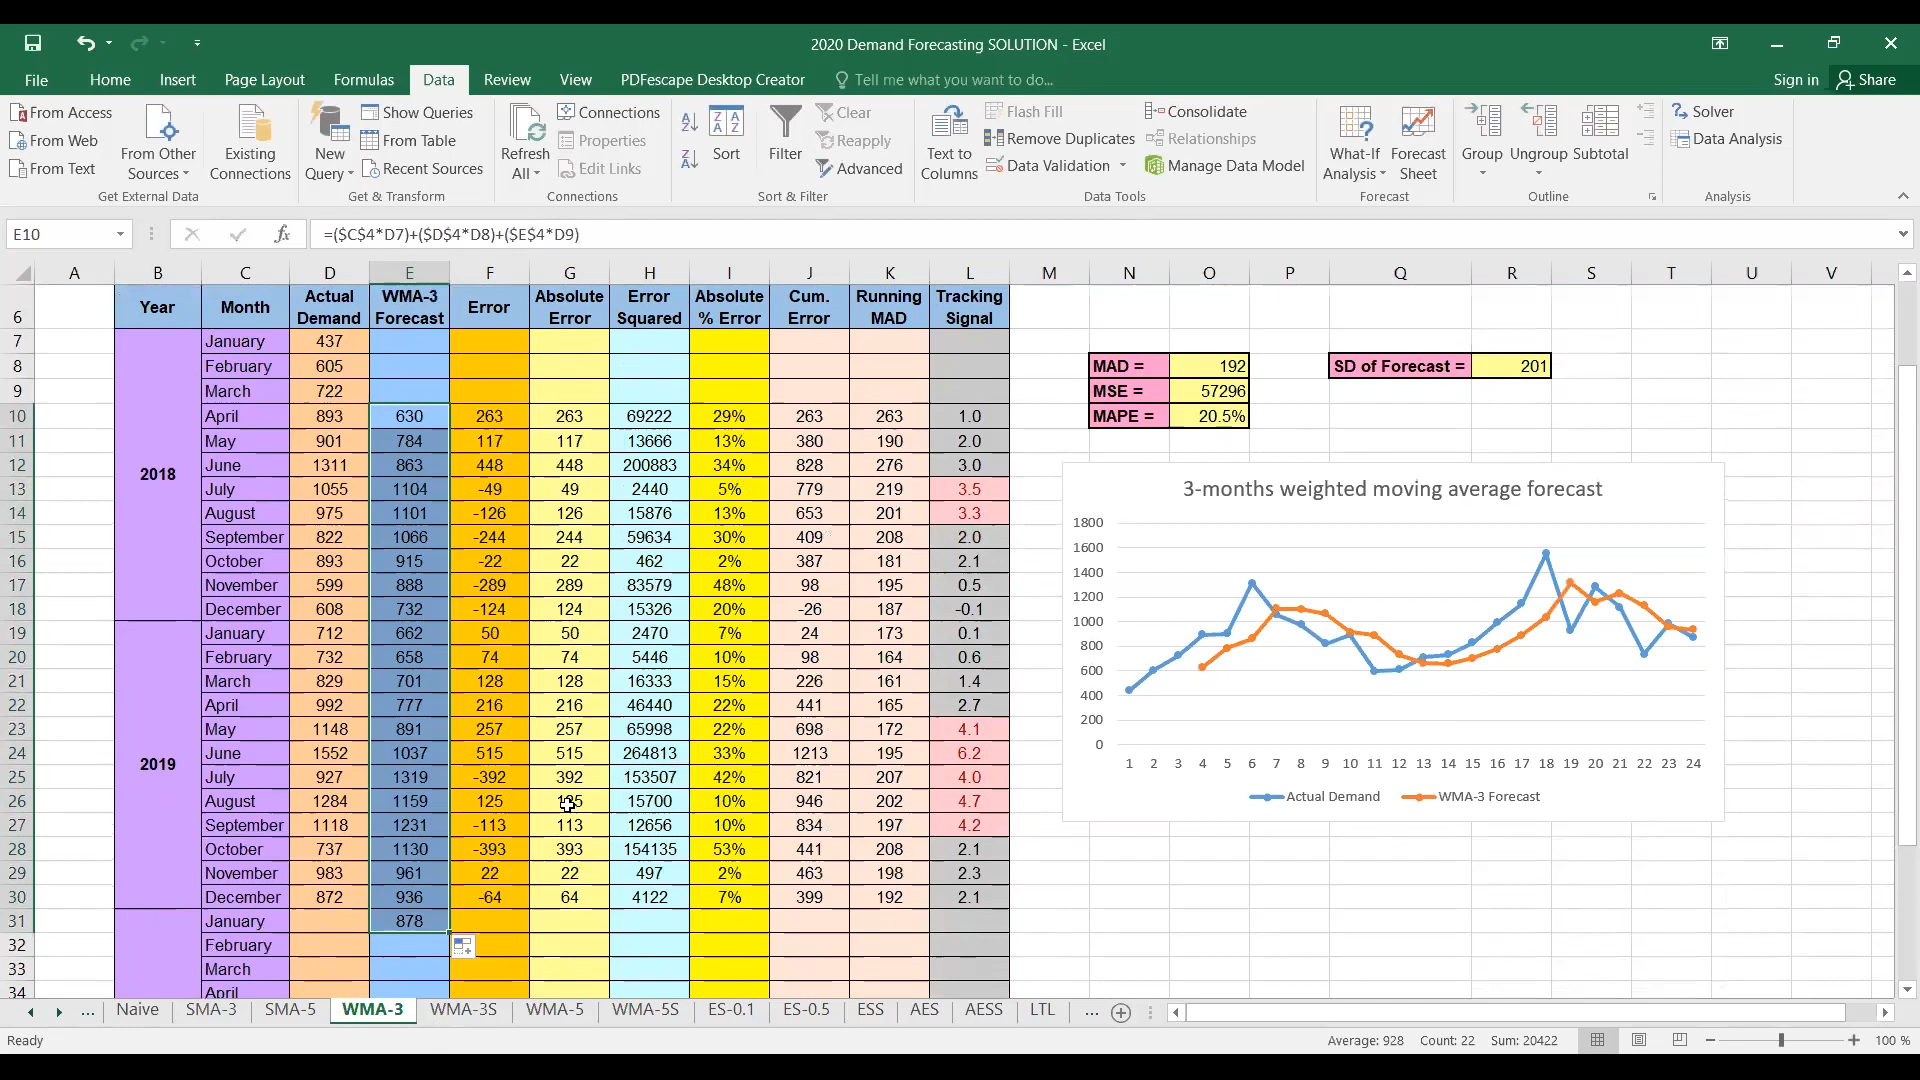 2020 Demand Forecasting SOLUTION - Excel
File Home Insert Page Layout Formulas Data Review View PDFescape Desktop Creator Tell me what you want to do... Sign in Share
From Access
From Web
From Text
From Other Sources
Existing Connections
Get External Data
New Query
Show Queries
From Table
Recent Sources
Get & Transform
Refresh All
Connections
Properties
Edit Links
Connections
Sort
Filter
Clear
Reapply
Advanced
Sort & Filter
Text to Columns
Flash Fill
Remove Duplicates
Data Validation
Consolidate
Relationships
Manage Data Model
Data Tools
What-If Analysis
Forecast Sheet
Forecast
Group
Ungroup
Subtotal
Outline
Solver
Data Analysis
Analysis
E10 fx =($C$4*D7)+($D$4*D8)+($E$4*D9)
A B C D E F G H I J K L M N O P Q R S T U V
6 Year Month Actual Demand WMA-3 Forecast Error Absolute Error Error Squared Absolute % Error Cum. Error Running MAD Tracking Signal
7 January 437
8 February 605
9 March 722
10 April 893 630 263 263 69222 29% 263 263 1.0
11 May 901 784 117 117 13666 13% 380 190 2.0
12 June 1311 863 448 448 200883 34% 828 276 3.0
13 July 1055 1104 -49 49 2440 5% 779 219 3.5
2018
14 August 975 1101 -126 126 15876 13% 653 201 3.3
15 September 822 1066 -244 244 59634 30% 409 208 2.0
16 October 893 915 -22 22 462 2% 387 181 2.1
17 November 599 888 -289 289 83579 48% 98 195 0.5
18 December 608 732 -124 124 15326 20% -26 187 -0.1
19 January 712 662 50 50 2470 7% 24 173 0.1
20 February 732 658 74 74 5446 10% 98 164 0.6
21 March 829 701 128 128 16333 15% 226 161 1.4
22 April 992 777 216 216 46440 22% 441 165 2.7
23 May 1148 891 257 257 65998 22% 698 172 4.1
24 June 1552 1037 515 515 264813 33% 1213 195 6.2
2019
25 July 927 1319 -392 392 153507 42% 821 207 4.0
26 August 1284 1159 125 125 15700 10% 946 202 4.7
27 September 1118 1231 -113 113 12656 10% 834 197 4.2
28 October 737 1130 -393 393 154135 53% 441 208 2.1
29 November 983 961 22 22 497 2% 463 198 2.3
30 December 872 936 -64 64 4122 7% 399 192 2.1
31 January 878
32 February
33 March
34 April
MAD = 192
MSE = 57296
MAPE = 20.5%
SD of Forecast = 201
3-months weighted moving average forecast
1800
1600
1400
1200
1000
800
600
400
200
0
1 2 3 4 5 6 7 8 9 10 11 12 13 14 15 16 17 18 19 20 21 22 23 24
Actual Demand WMA-3 Forecast
... Naive SMA-3 SMA-5 WMA-3 WMA-3S WMA-5 WMA-5S ES-0.1 ES-0.5 ESS AES AESS LTL ...
Ready Average: 928 Count: 22 Sum: 20422 100 %